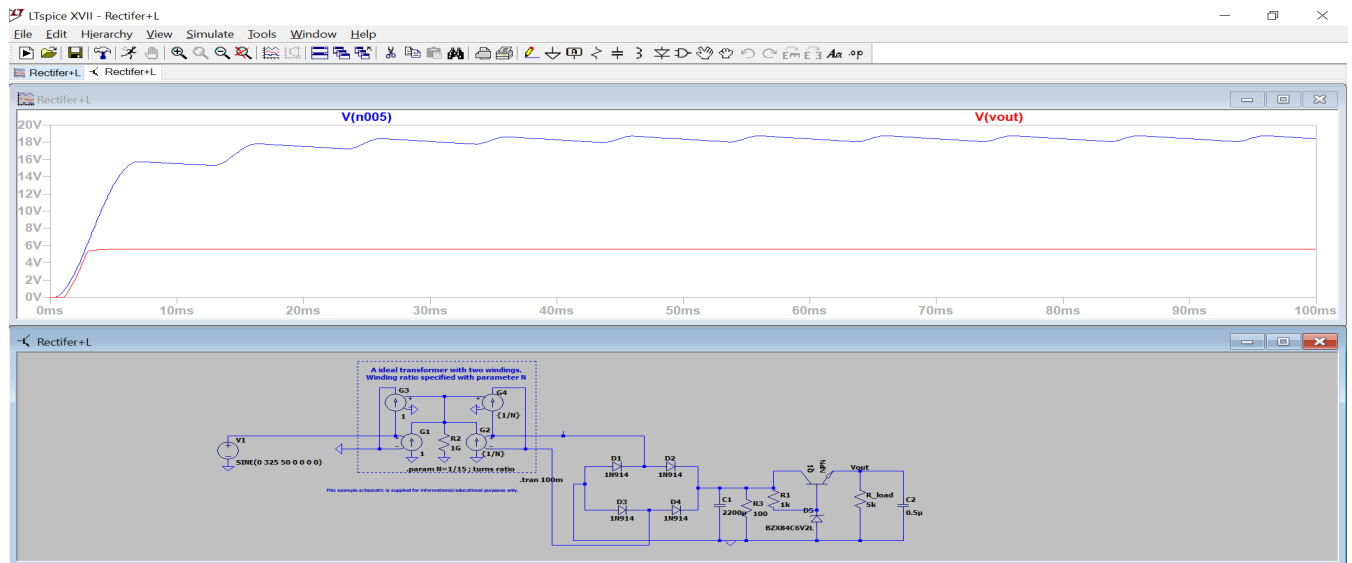 LTspice XVII - Rectifer+L
File Edit Hierarchy View Simulate Tools Window Help
Rectifer+L Rectifer+L
Rectifer+L
V(n005) V(vout)
20V
18V
16V
14V
12V
10V
8V
6V
4V
2V
0V
0ms 10ms 20ms 30ms 40ms 50ms 60ms 70ms 80ms 90ms 100ms
Rectifer+L
A ideal transformer with two windings.
Winding ratio specified with parameter N
G3 G4
1 {1/N}
V1 G1 R2 G2
1 1G {1/N}
SINE(0 325 50 0 0 0 0)
.param N=1/15 ; turns ratio
.tran 100m
This example schematic is supplied for informational/educational purposes only.
D1 D2
1N914 1N914
D3 D4
1N914 1N914
C1 R3 R1 Q1 NPN Vout R_load C2
2200µ 100 1k D5 5k 0.5µ
BZX84C6V2L